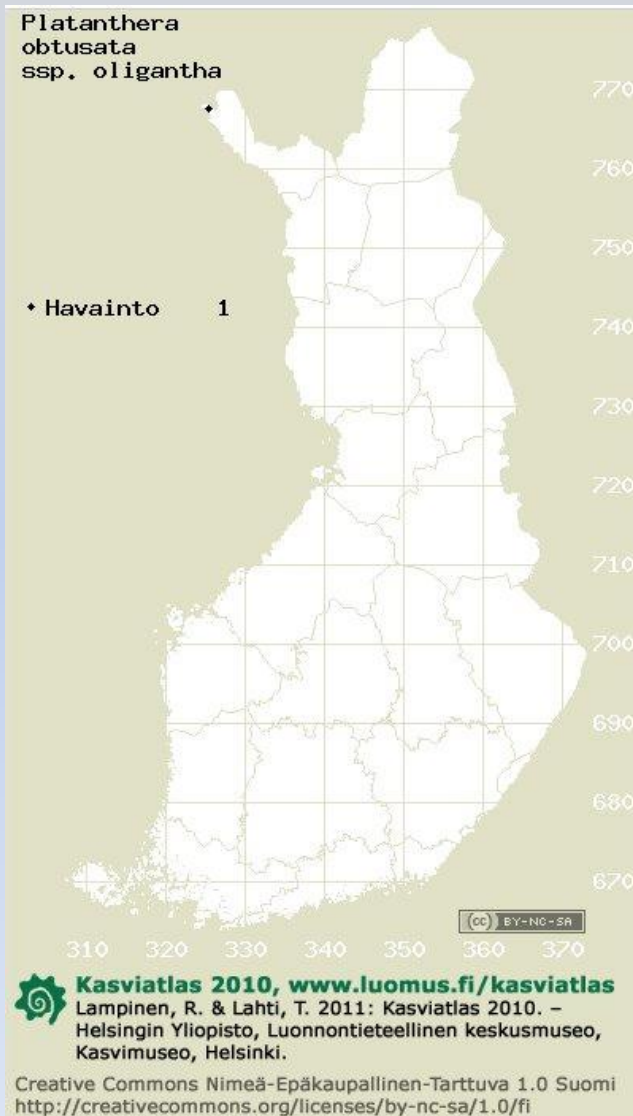 Platanthera
obtusata
ssp. oligantha
770
760
750
Havainto 1
740
730
720
710
700
690
680
670
(cc) BY-NC-SA
310 320 330 340 350 360 370
Kasviatlas 2010, www.luomus.fi/kasviatlas
Lampinen, R. & Lahti, T. 2011: Kasviatlas 2010. –
Helsingin Yliopisto, Luonnontieteellinen keskusmuseo,
Kasvimuseo, Helsinki.
Creative Commons Nimeä-Epäkaupallinen-Tarttuva 1.0 Suomi
http://creativecommons.org/licenses/by-nc-sa/1.0/fi